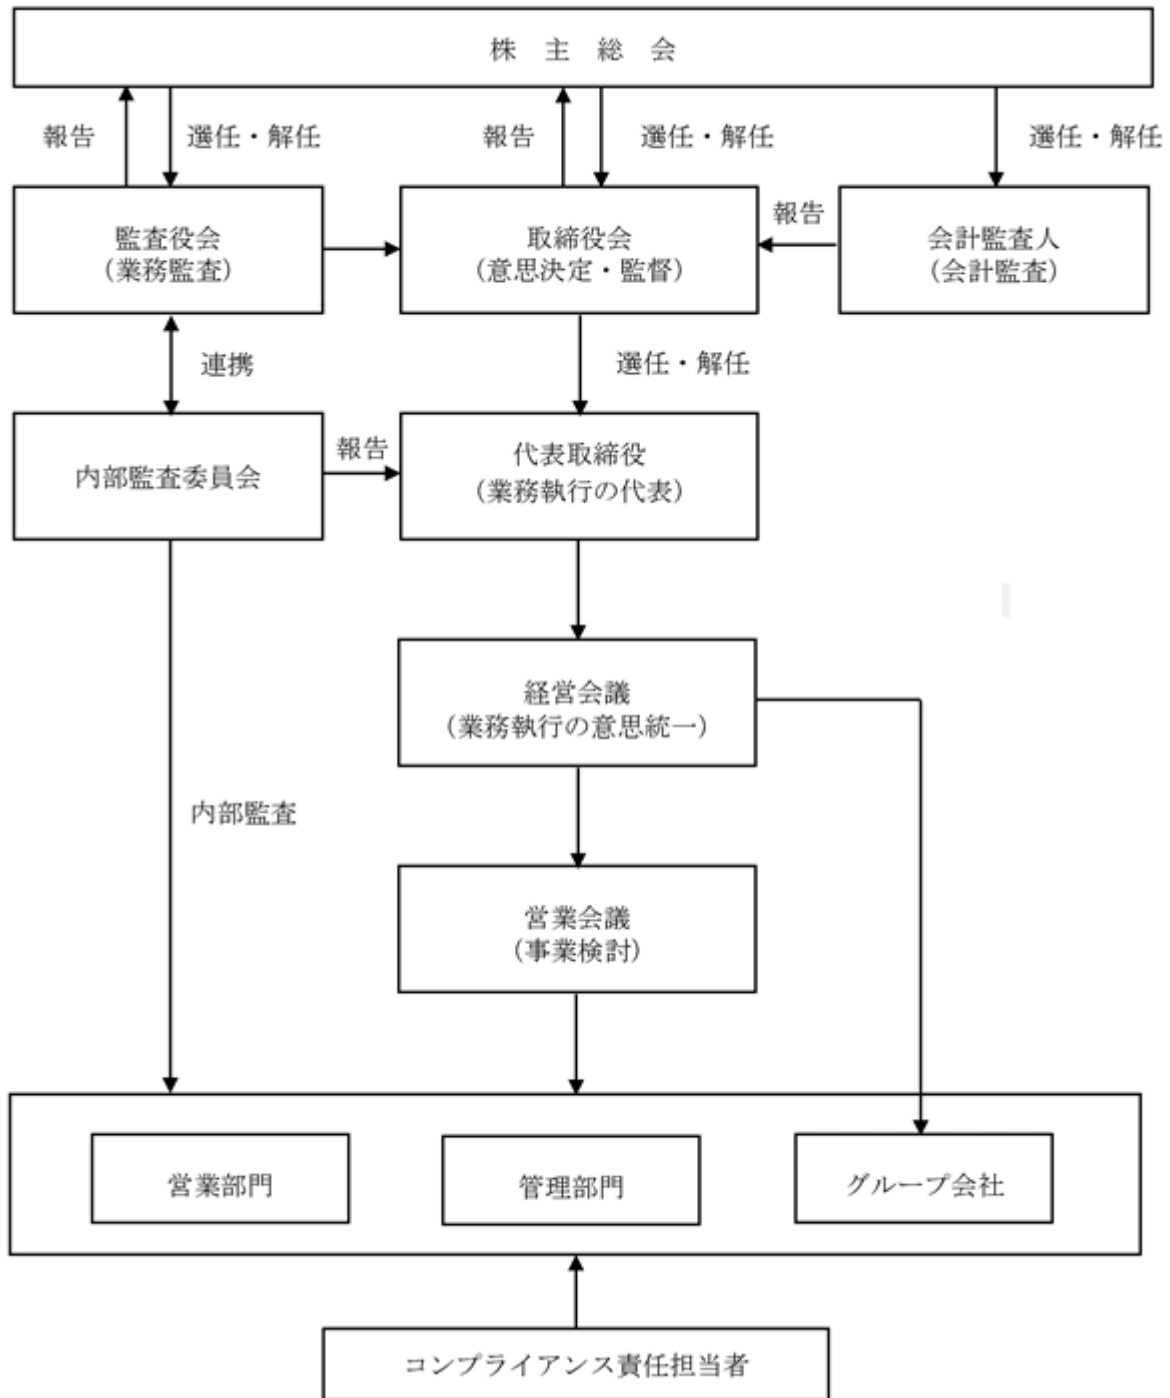 株 主 総 会
報告
選任・解任
報告
選任・解任
選任・解任
監査役会
(業務監査)
取締役会
(意思決定・監督)
報告
会計監査人
(会計監査)
連携
選任・解任
内部監査委員会
報告
代表取締役
(業務執行の代表)
経営会議
(業務執行の意思統一)
内部監査
営業会議
(事業検討)
営業部門
管理部門
グループ会社
コンプライアンス責任担当者